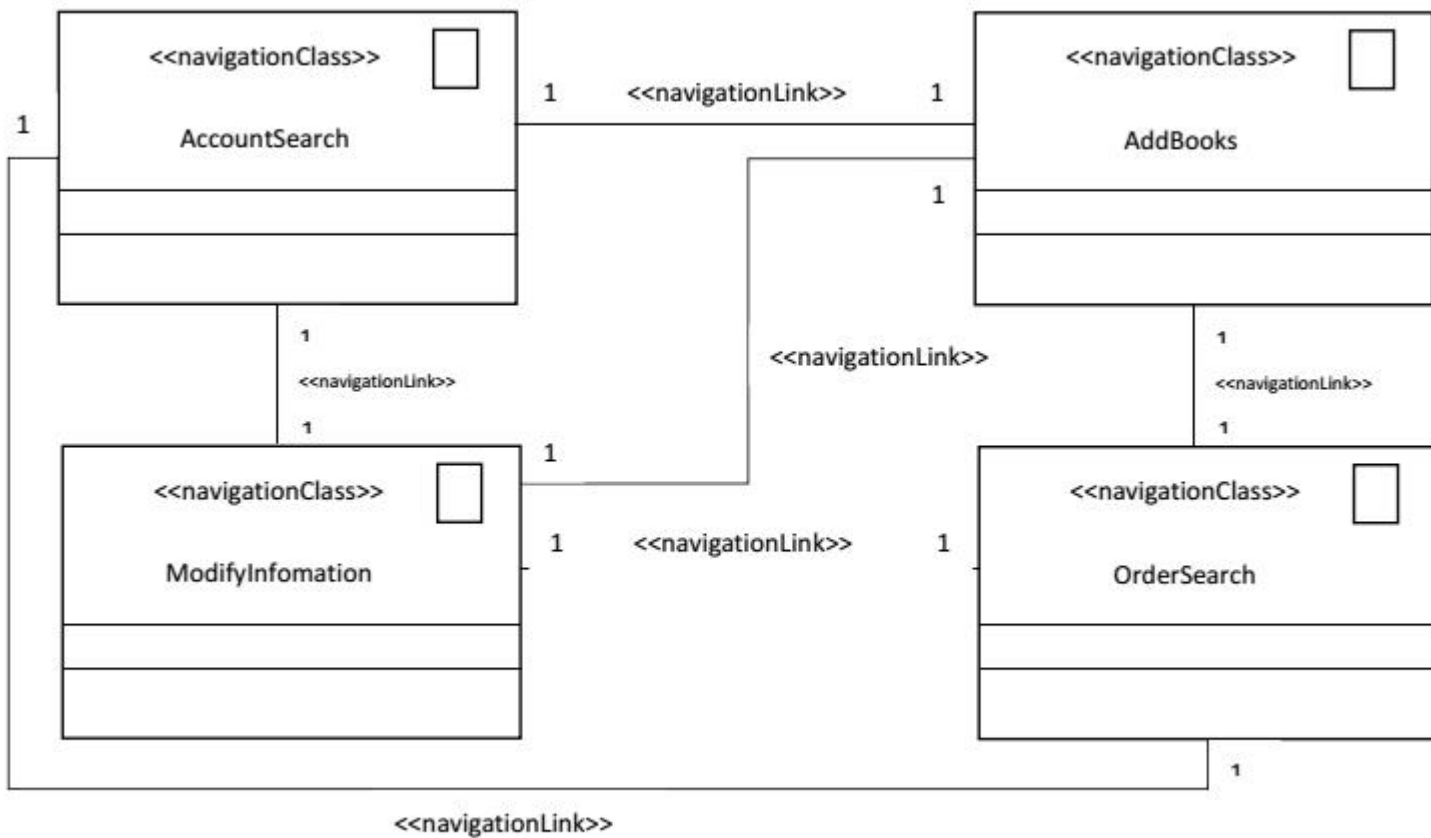 <<navigationClass>>
<<navigationClass>>
1
<<navigationLink>>
1
1
AccountSearch
AddBooks
1
1
1
<<navigationLink>>
<<navigationLink>>
<<navigationLink>>
1
1
1
<<navigationClass>>
<<navigationClass>>
1
<<navigationLink>>
1
ModifyInfomation
OrderSearch
1
<<navigationLink>>